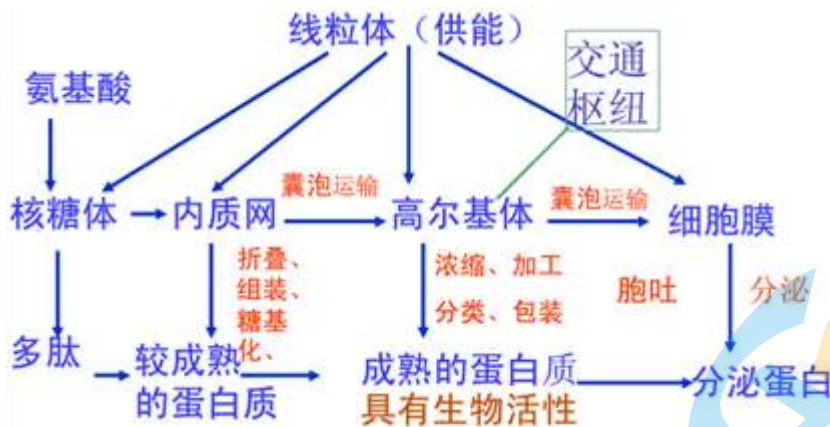 线粒体（供能）
交通
枢纽
氨基酸
核糖体
内质网
囊泡运输
高尔基体
囊泡运输
细胞膜
折叠、
组装、
糖基
化、
浓缩、加工
分类、包装
胞吐
分泌
多肽
较成熟
的蛋白质
成熟的蛋白质
具有生物活性
分泌蛋白